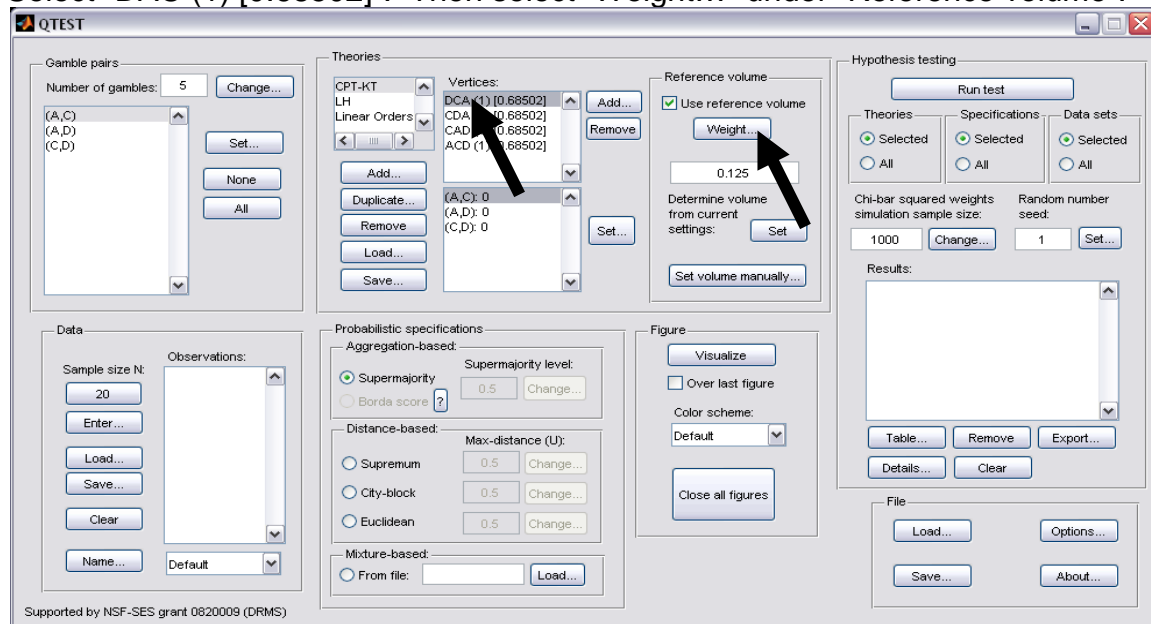 Select (1) [0.68502] . Then select "Weight..." under "Reference volume".
QTEST
Gamble pairs
Number of gambles: 5 Change...
(A,C)
(A,D)
(C,D)
Set...
None
All
Theories
CPT-KT
LH
Linear Orders
Add...
Duplicate...
Remove
Load...
Save...
Vertices:
DCA (1) [0.68502]
CDA [0.68502]
CAD [0.68502]
ACD (1) [0.68502]
Add...
Remove
(A,C): 0
(A,D): 0
(C,D): 0
Set...
Reference volume
Use reference volume
Weight...
0.125
Determine volume
from current
settings: Set
Set volume manually...
Hypothesis testing
Run test
Theories Specifications Data sets
Selected Selected Selected
All All All
Chi-bar squared weights Random number
simulation sample size: seed:
1000 Change... 1 Set...
Results:
Table... Remove Export...
Details... Clear
Data
Sample size N: Observations:
20
Enter...
Load...
Save...
Clear
Name... Default
Probabilistic specifications
Aggregation-based:
Supermajority level:
Supermajority 0.5 Change...
Borda score ?
Distance-based:
Max-distance (U):
Supremum 0.5 Change...
City-block 0.5 Change...
Euclidean 0.5 Change...
Mixture-based:
From file: Load...
Figure
Visualize
Over last figure
Color scheme:
Default
Close all figures
File
Load... Options...
Save... About...
Supported by NSF-SES grant 0820009 (DRMS)